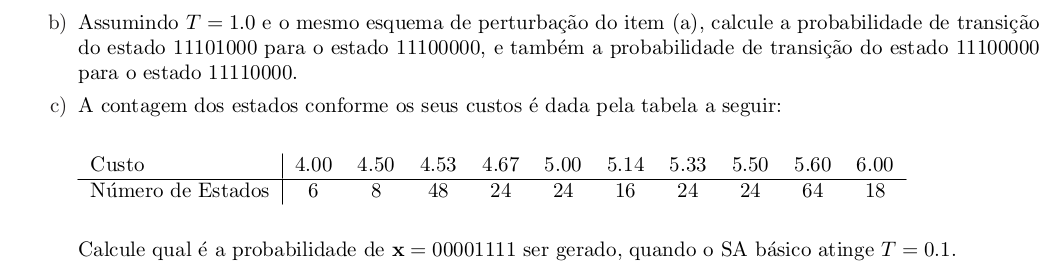 b) Assumindo T = 1.0 e o mesmo esquema de perturbação do item (a), calcule a probabilidade de transição
do estado 11101000 para o estado 11100000, e também a probabilidade de transição do estado 11100000
para o estado 11110000.
c) A contagem dos estados conforme os seus custos é dada pela tabela a seguir:
Custo 4.00 4.50 4.53 4.67 5.00 5.14 5.33 5.50 5.60 6.00
Número de Estados 6 8 48 24 24 16 24 24 64 18
Calcule qual é a probabilidade de x = 00001111 ser gerado, quando o SA básico atinge T = 0.1.